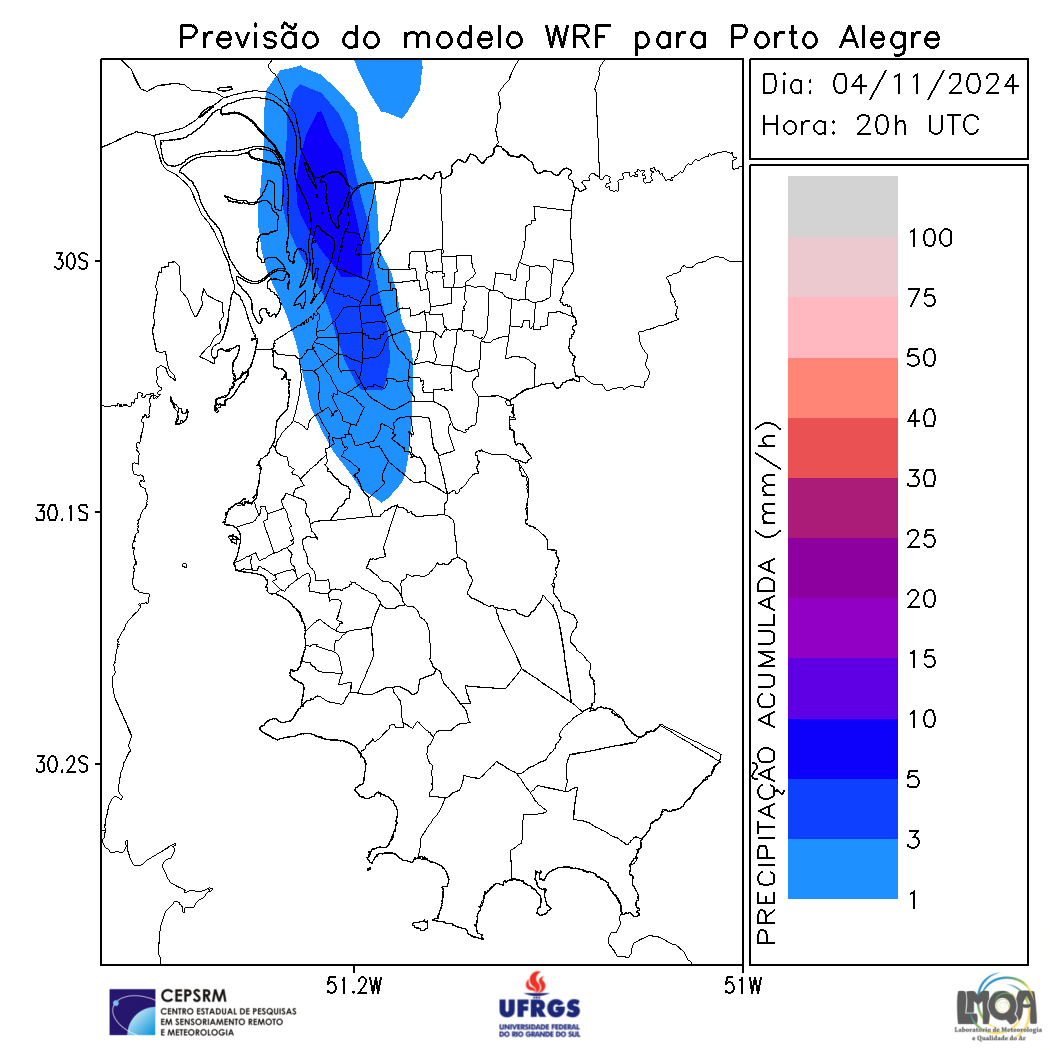 Previsão do modelo WRF para Porto Alegre
Dia: 04/11/2024
Hora: 20h UTC
30S
30.1S
30.2S
51.2W
51W
PRECIPITAÇÃO ACUMULADA (mm/h)
100
75
50
40
30
25
20
15
10
5
3
1
CEPSRM
CENTRO ESTADUAL DE PESQUISAS
EM SENSORIAMENTO REMOTO
E METEOROLOGIA
UFRGS
UNIVERSIDADE FEDERAL
DO RIO GRANDE DO SUL
LMQA
Laboratório de Meteorologia
e Qualidade do Ar